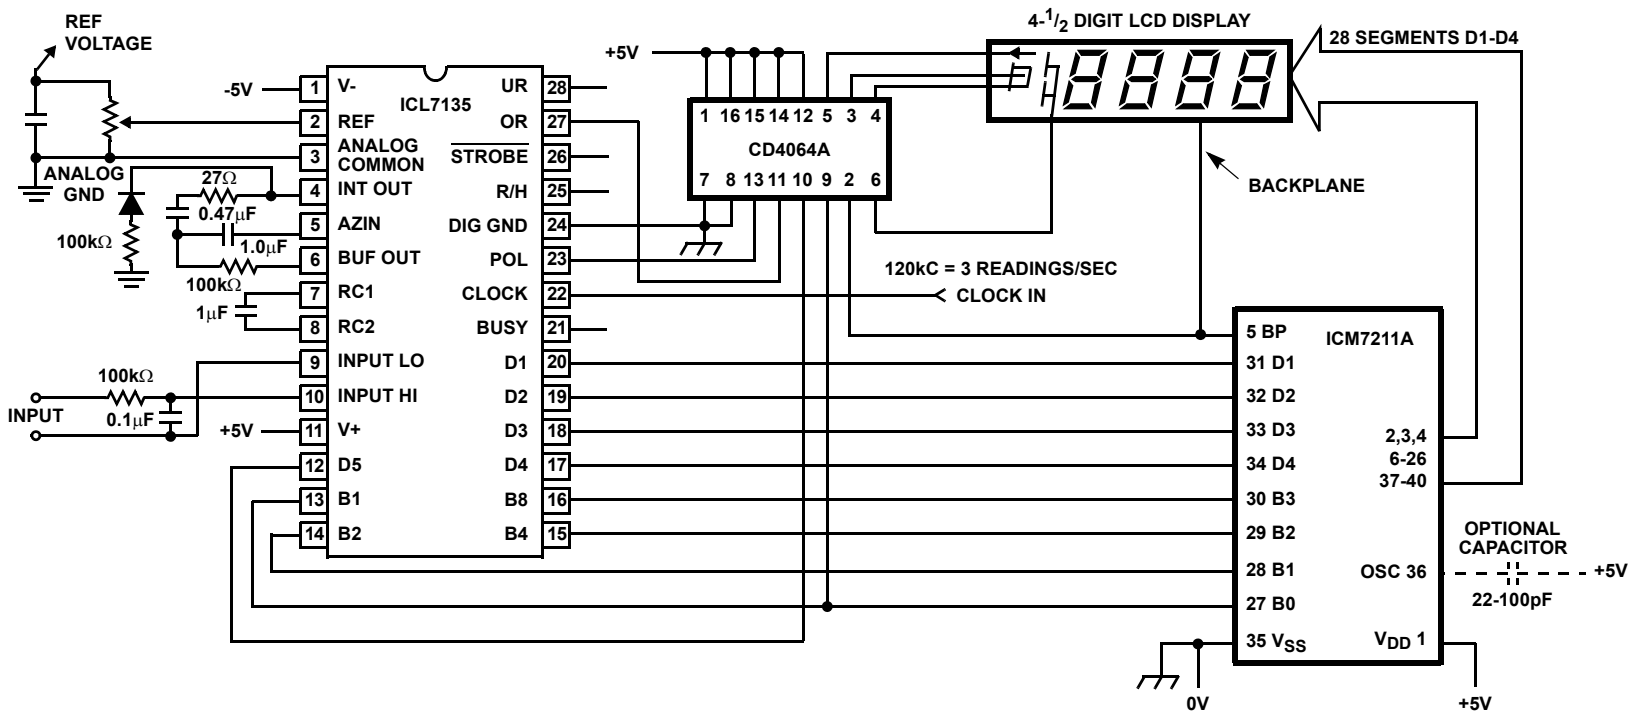 REF
VOLTAGE
4-1/2 DIGIT LCD DISPLAY
28 SEGMENTS D1-D4
+5V
-5V
1 V-
UR 28
ICL7135
2 REF
OR 27
3 ANALOG
COMMON
STROBE 26
4 INT OUT
R/H 25
5 AZIN
DIG GND 24
6 BUF OUT
POL 23
7 RC1
CLOCK 22
8 RC2
BUSY 21
9 INPUT LO
D1 20
10 INPUT HI
D2 19
+5V
11 V+
D3 18
12 D5
D4 17
13 B1
B8 16
14 B2
B4 15
ANALOG
GND
27Ω
0.47µF
100kΩ
1.0µF
100kΩ
1µF
100kΩ
INPUT
0.1µF
1 16 15 14 12 5 3 4
CD4064A
7 8 13 11 10 9 2 6
BACKPLANE
120kC = 3 READINGS/SEC
CLOCK IN
5 BP
ICM7211A
31 D1
32 D2
33 D3
34 D4
30 B3
29 B2
28 B1
27 B0
35 VSS
2,3,4
6-26
37-40
OSC 36
VDD 1
OPTIONAL
CAPACITOR
+5V
22-100pF
0V
+5V